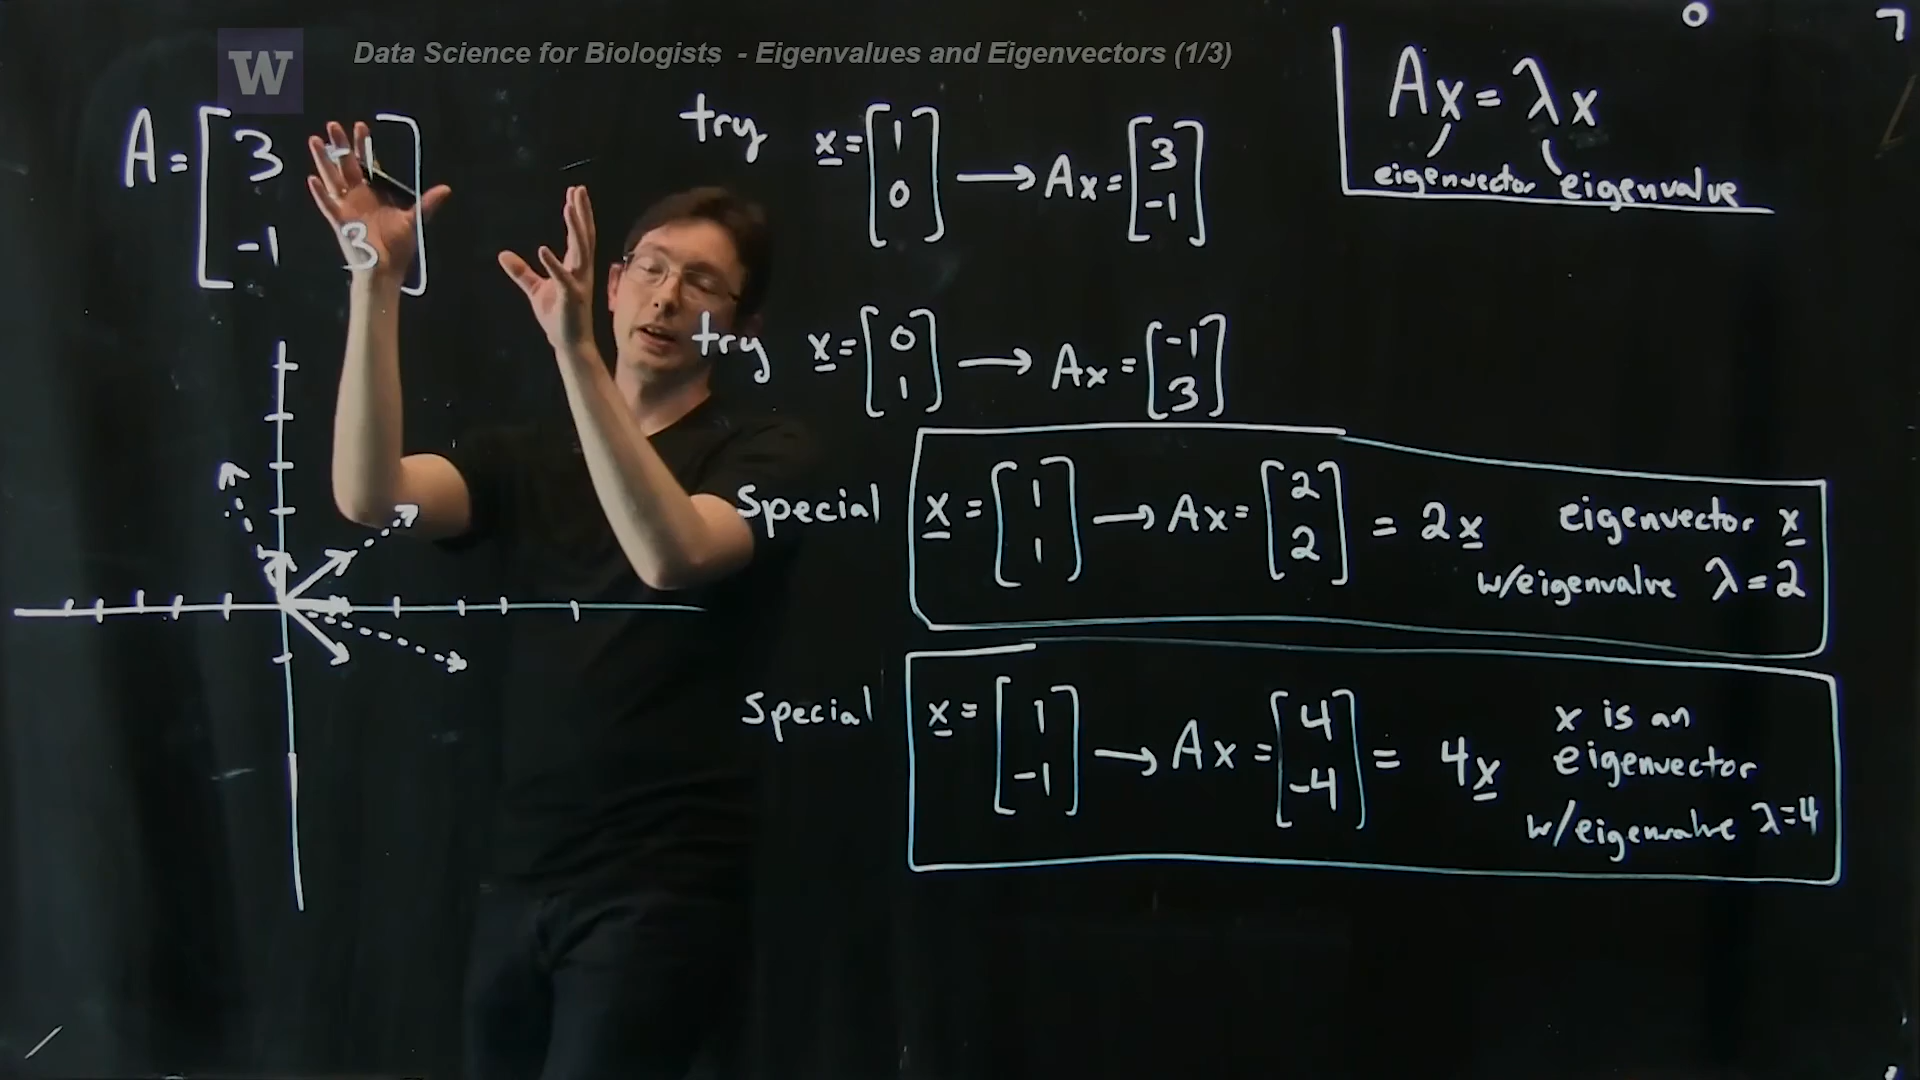 W
Data Science for Biologists - Eigenvalues and Eigenvectors (1/3)
A = [3 -1
-1 3]
try x = [1 0] → Ax = [3 -1]
Ax = λx
eigenvector eigenvalue
try x = [0 1] → Ax = [-1 3]
Special x = [1 1] → Ax = [2 2] = 2x
eigenvector x
w/eigenvalue λ = 2
Special x = [1 -1] → Ax = [4 -4] = 4x
x is an
eigenvector
w/eigenvalue λ=4